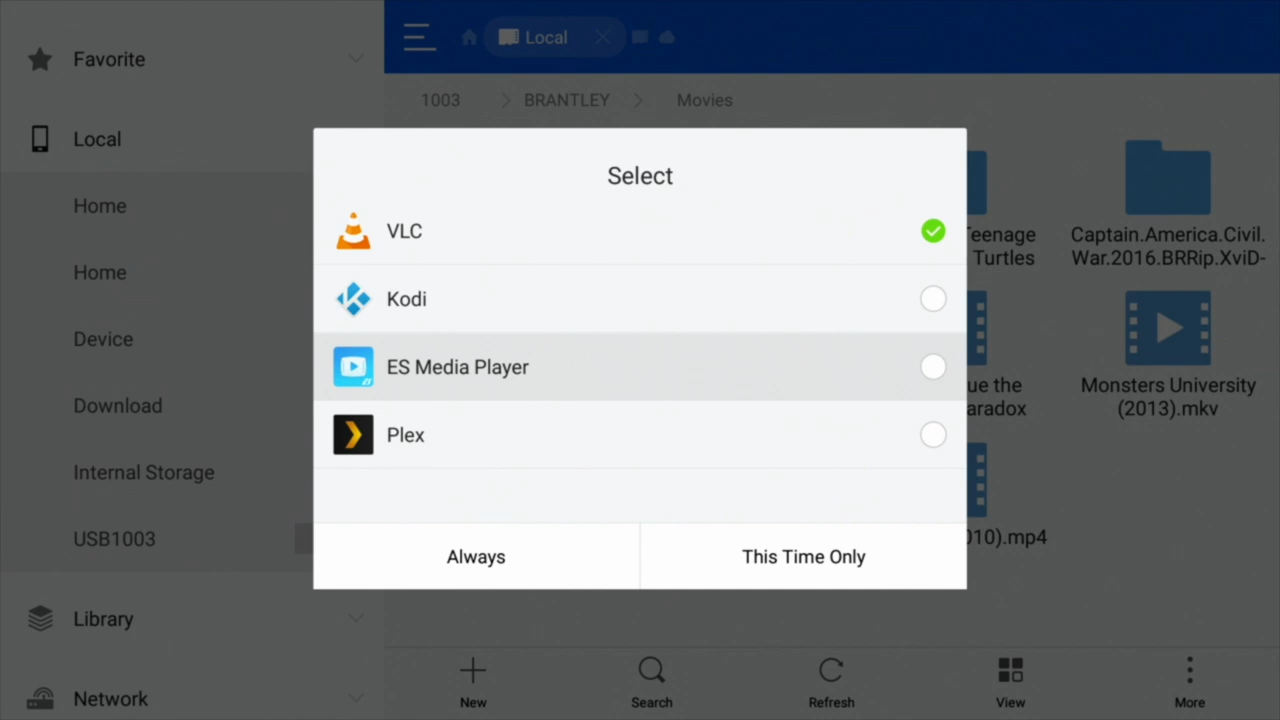 Favorite
Local
Home
Home
Device
Download
Internal Storage
USB1003
Library
Network
Local
1003
BRANTLEY
Movies
Select
VLC
Kodi
ES Media Player
Plex
Always
This Time Only
Teenage
Turtles
Captain.America.Civil.
War.2016.BRRip.XviD-
ue the
aradox
Monsters University
(2013).mkv
010).mp4
New
Search
Refresh
View
More